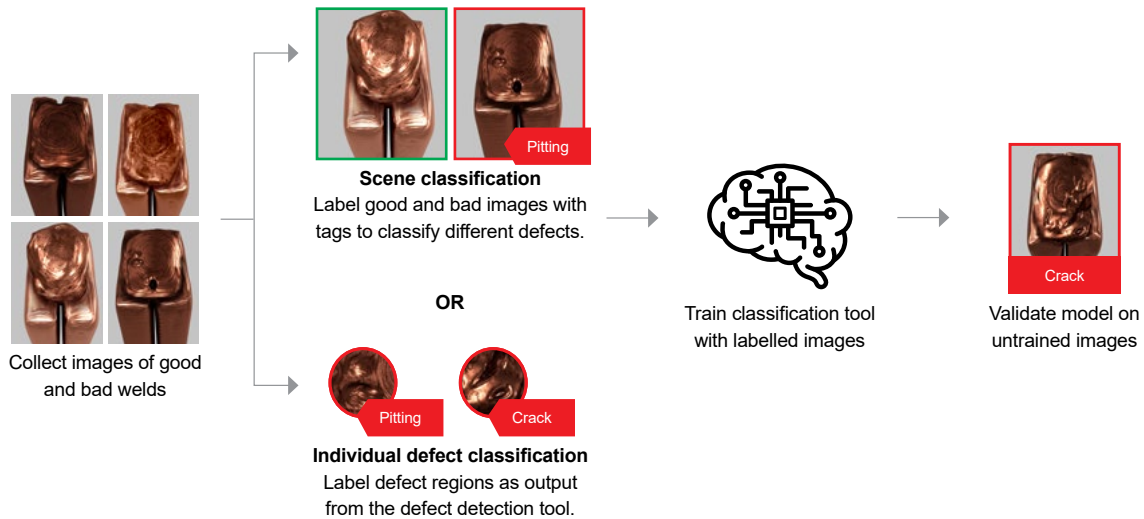 Collect images of good
and bad welds
Pitting
Scene classification
Label good and bad images with
tags to classify different defects.
OR
Pitting
Crack
Individual defect classification
Label defect regions as output
from the defect detection tool.
Train classification tool
with labelled images
Crack
Validate model on
untrained images